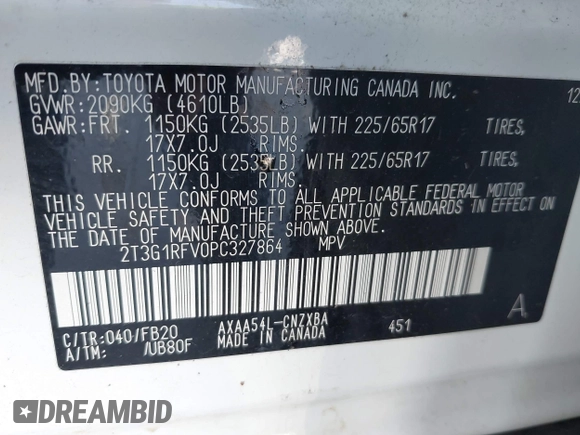 MFD.BY:TOYOTA MOTOR MANUFACTURING CANADA INC. 12
GVWR:2090KG (4610LB)
GAWR:FRT. 1150KG (2535LB) WITH 225/65R17 TIRES,
17X7.0J RIMS.
RR. 1150KG (2535LB) WITH 225/65R17 TIRES,
17X7.0J RIMS.
THIS VEHICLE CONFORMS TO ALL APPLICABLE FEDERAL MOTOR
VEHICLE SAFETY AND THEFT PREVENTION STANDARDS IN EFFECT ON
THE DATE OF MANUFACTURE SHOWN ABOVE.
2T3G1RFV0PC327864 MPV
A
C/TR:040/FB20 AXAA54L-CNZXBA 451
A/TM: /UB80F MADE IN CANADA
DREAMBID